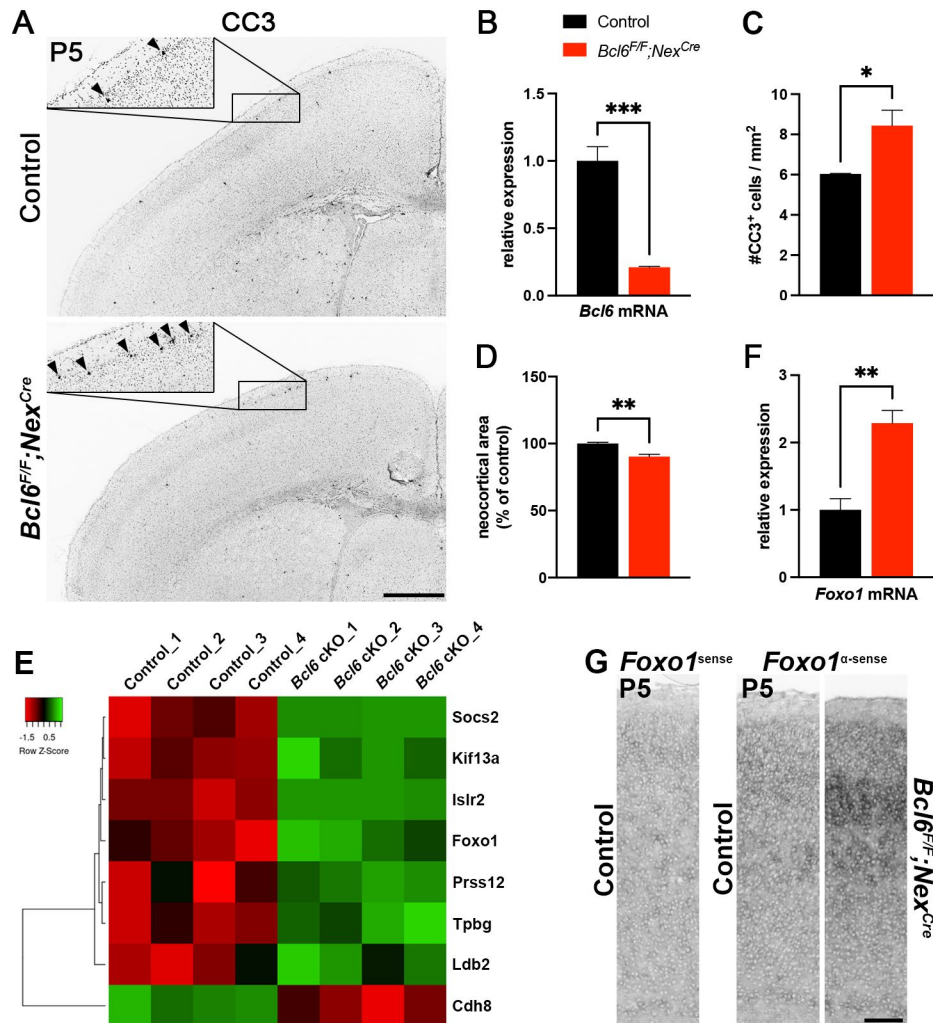 A
CC3
P5
Control
Bcl6F/F;NexCre
B
Control
Bcl6F/F;NexCre
relative expression
1.5
1.0
0.5
0.0
***
Bcl6 mRNA
C
#CC3+ cells / mm2
10
8
6
4
2
0
*
D
neocortical area
(% of control)
150
100
50
0
**
F
relative expression
3
2
1
0
**
Foxo1 mRNA
E
-1.5 0.5
Row Z-Score
Control_1
Control_2
Control_3
Control_4
Bcl6 cKO_1
Bcl6 cKO_2
Bcl6 cKO_3
Bcl6 cKO_4
Socs2
Kif13a
Islr2
Foxo1
Prss12
Tpbg
Ldb2
Cdh8
G
Foxo1sense
Foxo1α-sense
P5
P5
Control
Control
Bcl6F/F;NexCre